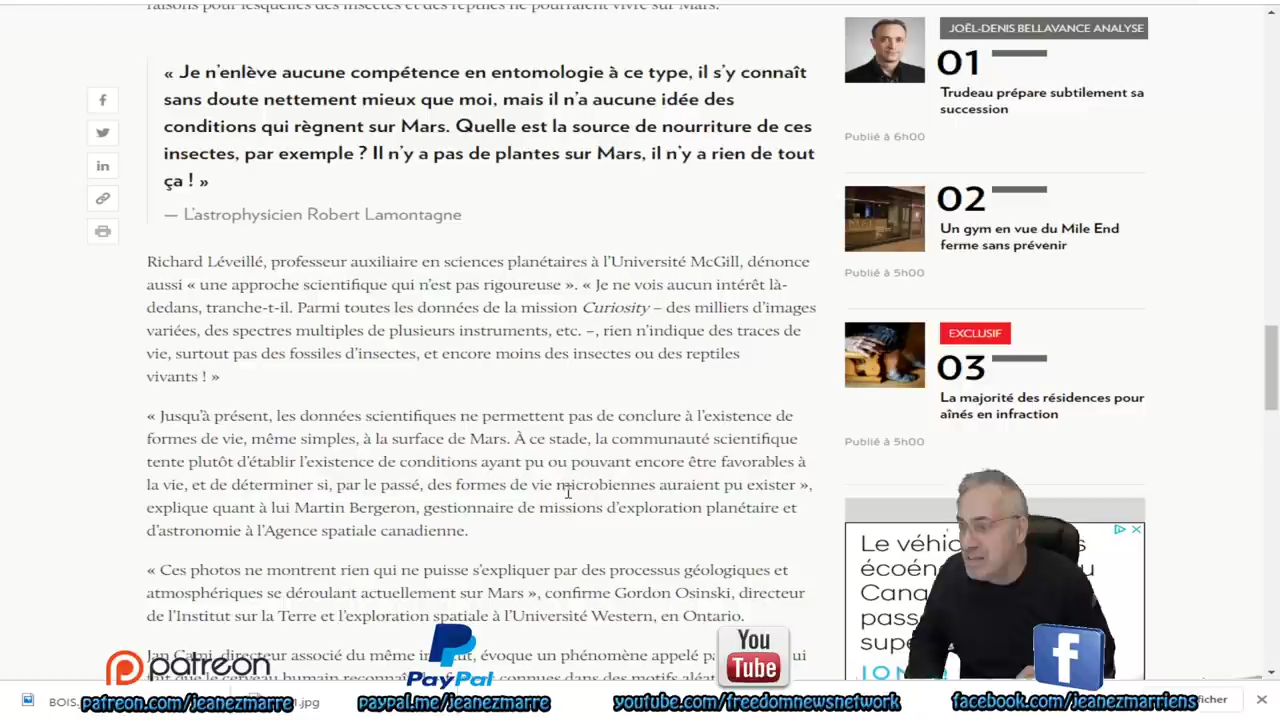 raisons pour lesquelles des insectes et des reptiles ne pourraient vivre sur Mars.
« Je n'enlève aucune compétence en entomologie à ce type, il s'y connaît
sans doute nettement mieux que moi, mais il n'a aucune idée des
conditions qui règnent sur Mars. Quelle est la source de nourriture de ces
insectes, par exemple ? Il n'y a pas de plantes sur Mars, il n'y a rien de tout
ça ! »
— L'astrophysicien Robert Lamontagne
Richard Léveillé, professeur auxiliaire en sciences planétaires à l'Université McGill, dénonce
aussi « une approche scientifique qui n'est pas rigoureuse ». « Je ne vois aucun intérêt là-
dedans, tranche-t-il. Parmi toutes les données de la mission Curiosity – des milliers d'images
variées, des spectres multiples de plusieurs instruments, etc. –, rien n'indique des traces de
vie, surtout pas des fossiles d'insectes, et encore moins des insectes ou des reptiles
vivants ! »
« Jusqu'à présent, les données scientifiques ne permettent pas de conclure à l'existence de
formes de vie, même simples, à la surface de Mars. À ce stade, la communauté scientifique
tente plutôt d'établir l'existence de conditions ayant pu ou pouvant encore être favorables à
la vie, et de déterminer si, par le passé, des formes de vie microbiennes auraient pu exister »,
explique quant à lui Martin Bergeron, gestionnaire de missions d'exploration planétaire et
d'astronomie à l'Agence spatiale canadienne.
« Ces photos ne montrent rien qui ne puisse s'expliquer par des processus géologiques et
atmosphériques se déroulant actuellement sur Mars », confirme Gordon Osinski, directeur
de l'Institut sur la Terre et l'exploration spatiale à l'Université Western, en Ontario.
Jan Cami, directeur associé du même évoque un phénomène appelé
JOËL-DENIS BELLAVANCE ANALYSE
01
Trudeau prépare subtilement sa
succession
Publié à 6h00
02
Un gym en vue du Mile End
ferme sans prévenir
Publié à 5h00
EXCLUSIF
03
La majorité des résidences pour
aînés en infraction
Publié à 5h00
Le
patreon
PayPal
You
Tube
f
patreon.com/jeanezmarre
paypal.me/jeanezmarre
youtube.com/freedomnewsnetwork
facebook.com/jeanezmarriens